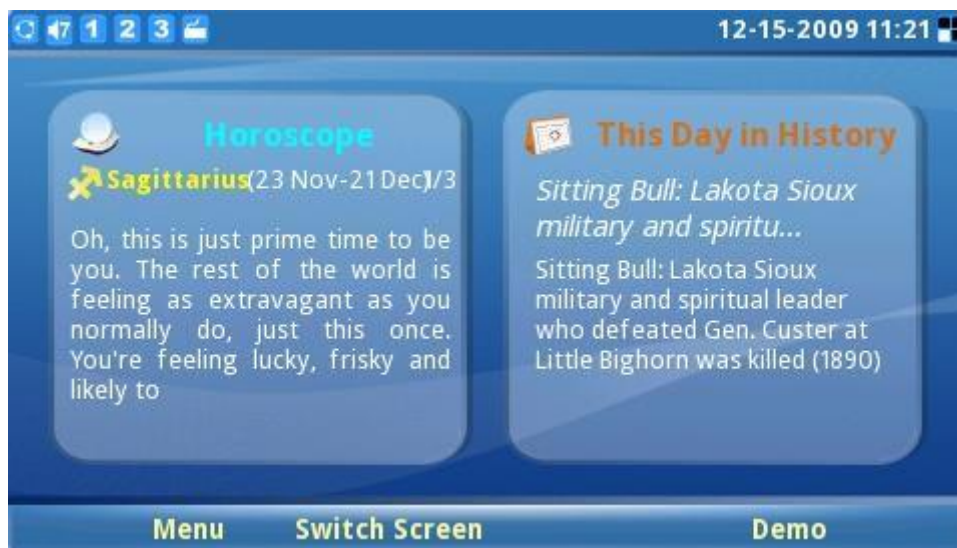 7 1 2 3 12-15-2009 11:21
Horoscope
Sagittarius(23 Nov-21Dec)1/3
Oh, this is just prime time to be
you. The rest of the world is
feeling as extravagant as you
normally do, just this once.
You're feeling lucky, frisky and
likely to
This Day in History
Sitting Bull: Lakota Sioux
military and spiritu...
Sitting Bull: Lakota Sioux
military and spiritual leader
who defeated Gen. Custer at
Little Bighorn was killed (1890)
Menu Switch Screen Demo